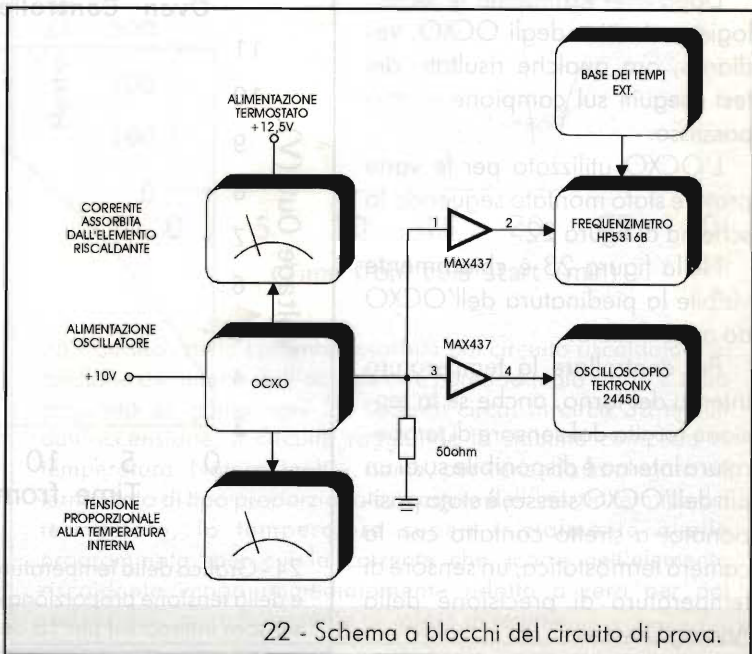 BASE DEI TEMPI
EXT.
ALIMENTAZIONE
TERMOSTATO
+12,5V
CORRENTE
ASSORBITA
DALL'ELEMENTO
RISCALDANTE
1
2
MAX437
FREQUENZIMETRO
HP5316B
ALIMENTAZIONE
OSCILLATORE
+10V
OCXO
MAX437
3
4
OSCILLOSCOPIO
TEKTRONIX
24450
50ohm
TENSIONE
PROPORZIONALE
ALLA TEMPERATURA
INTERNA
22 - Schema a blocchi del circuito di prova.